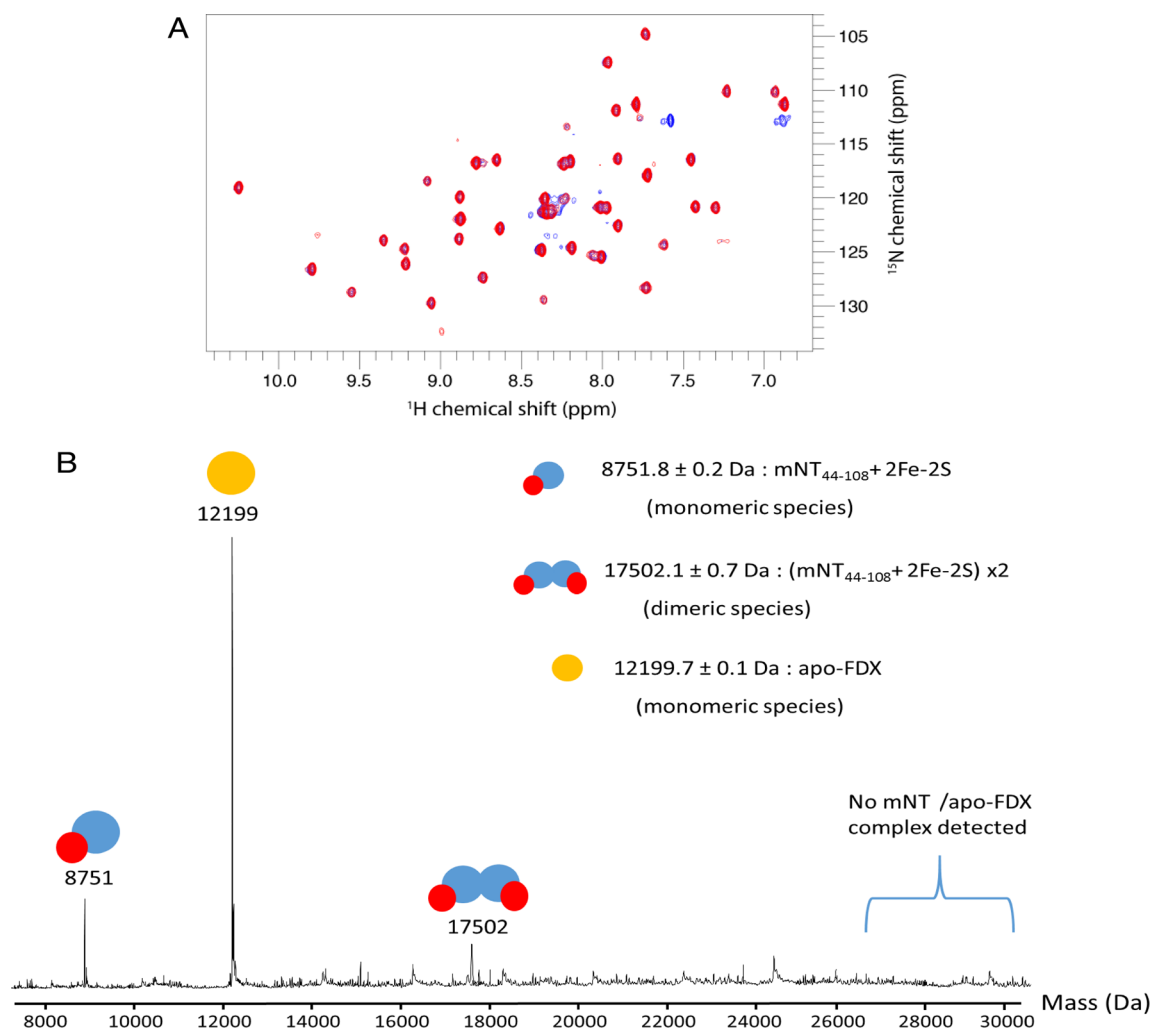 A
105
110
115
120
125
130
¹⁵N chemical shift (ppm)
10.0 9.5 9.0 8.5 8.0 7.5 7.0
¹H chemical shift (ppm)
B
12199
8751.8 ± 0.2 Da : mNT₄₄₋₁₀₈+ 2Fe-2S
(monomeric species)
17502.1 ± 0.7 Da : (mNT₄₄₋₁₀₈+ 2Fe-2S) x2
(dimeric species)
12199.7 ± 0.1 Da : apo-FDX
(monomeric species)
No mNT /apo-FDX
complex detected
8751
17502
8000 10000 12000 14000 16000 18000 20000 22000 24000 26000 28000 30000
Mass (Da)